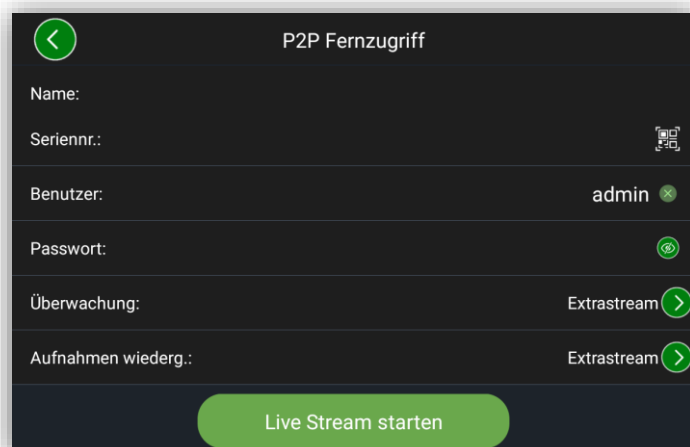 P2P Fernzugriff
Name:
Seriennr.:
Benutzer: admin
Passwort:
Überwachung: Extrastream
Aufnahmen wiederg.: Extrastream
Live Stream starten